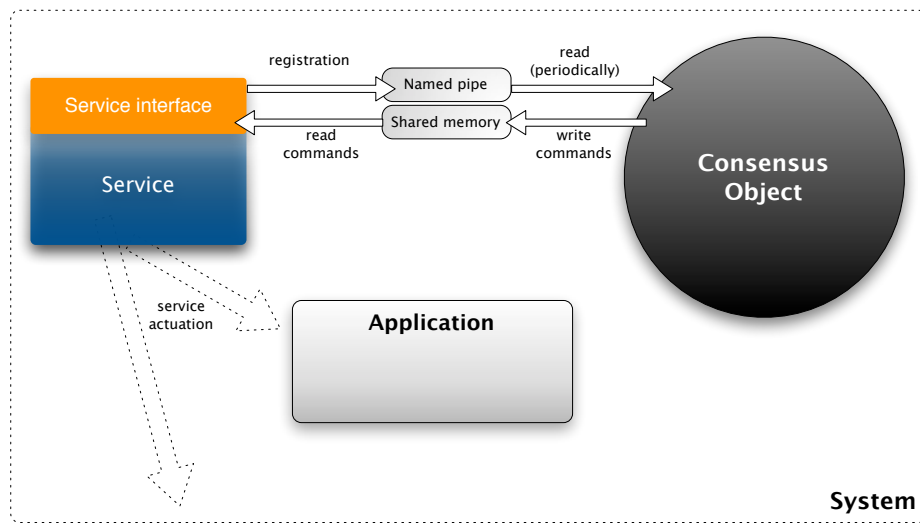 registration
read
(periodically)
Named pipe
Service interface
Shared memory
read
commands
write
commands
Consensus
Object
Service
service
actuation
Application
System